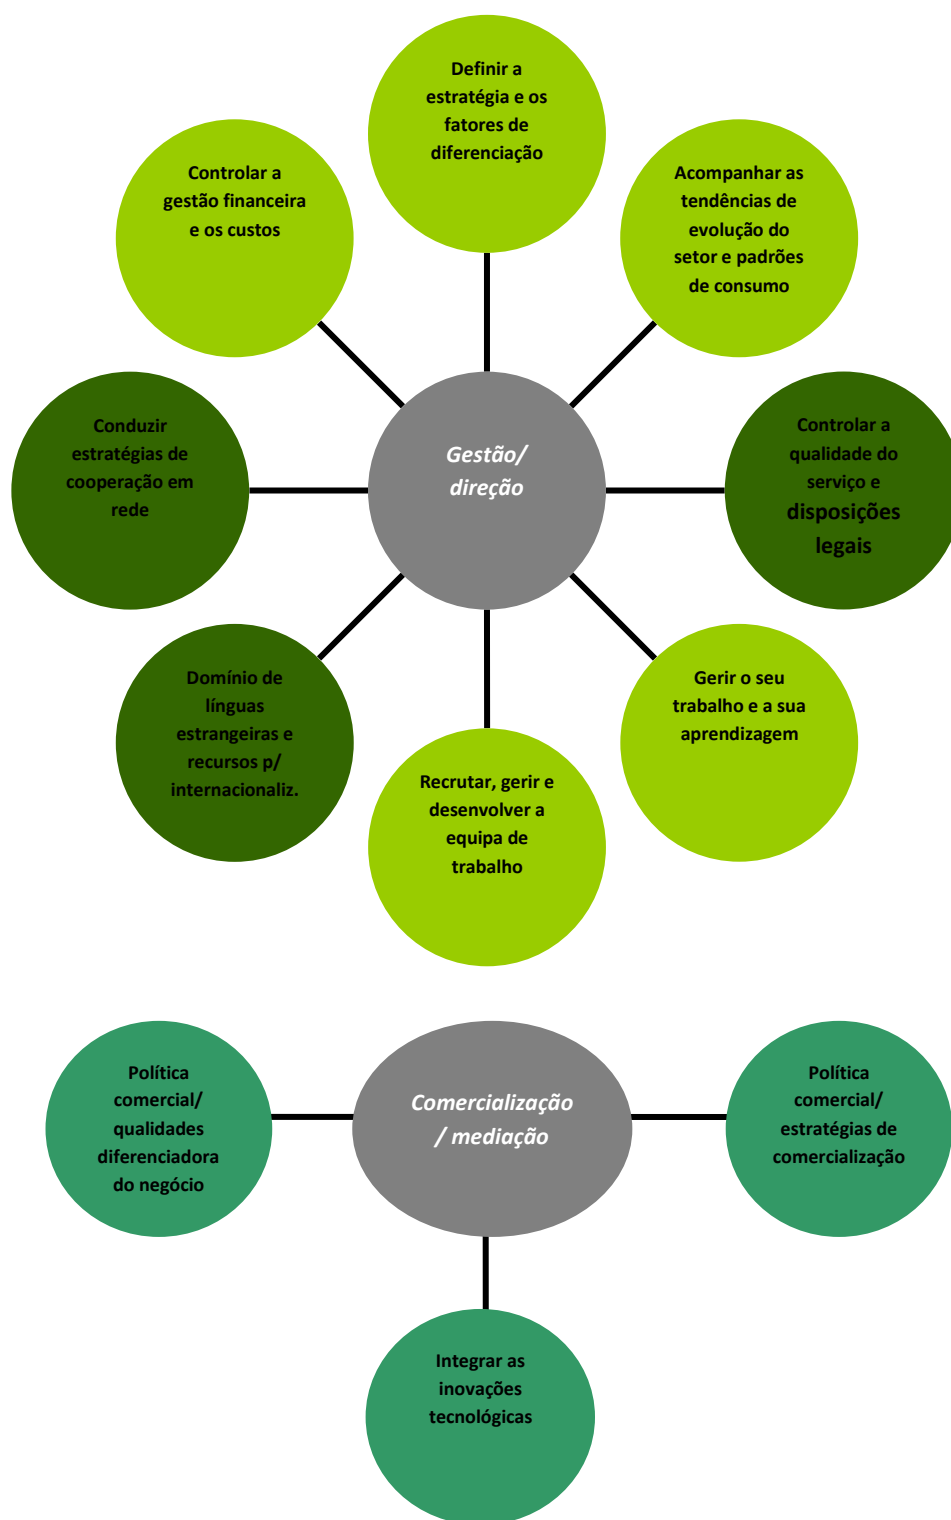 Definir a
estratégia e os
fatores de
diferenciação
Controlar a
gestão financeira
e os custos
Acompanhar as
tendências de
evolução do
setor e padrões
de consumo
Conduzir
estratégias de
cooperação em
rede
Gestão/
direção
Controlar a
qualidade do
serviço e
disposições
legais
Domínio de
línguas
estrangeiras e
recursos p/
internacionaliz.
Gerir o seu
trabalho e a sua
aprendizagem
Recrutar, gerir e
desenvolver a
equipa de
trabalho
Política
comercial/
qualidades
diferenciadora
do negócio
Comercialização
/ mediação
Política
comercial/
estratégias de
comercialização
Integrar as
inovações
tecnológicas